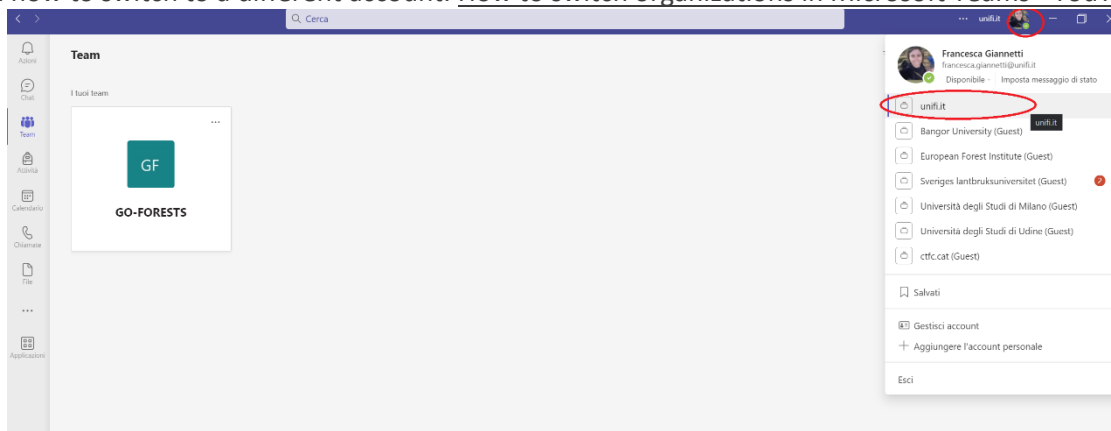 how to switch to a different account. How to switch organizations in Microsoft Teams - You
Cerca
unifi.it
Azioni
Chat
Team
Attività
Calendario
Chiamate
File
Applicazioni
Team
I tuoi team
GF
GO-FORESTS
Francesca Giannetti
francesca.giannetti@unifi.it
Disponibile
Imposta messaggio di stato
unifi.it
unifi.it
Bangor University (Guest)
European Forest Institute (Guest)
Sveriges lantbruksuniversitet (Guest) 2
Università degli Studi di Milano (Guest)
Università degli Studi di Udine (Guest)
ctfc.cat (Guest)
Salvati
Gestisci account
Aggiungere l'account personale
Esci